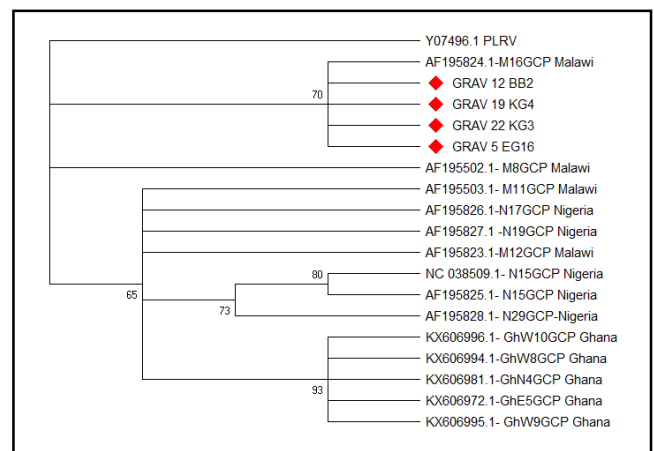 Y07496.1 PLRV
AF195824.1-M16GCP Malawi
GRAV 12 BB2
70
GRAV 19 KG4
GRAV 22 KG3
GRAV 5 EG16
AF195502.1- M8GCP Malawi
AF195503.1- M11GCP Malawi
AF195826.1-N17GCP Nigeria
AF195827.1 -N19GCP Nigeria
AF195823.1-M12GCP Malawi
80
NC 038509.1- N15GCP Nigeria
65
AF195825.1- N15GCP Nigeria
73
AF195828.1- N29GCP-Nigeria
KX606996.1- GhW10GCP Ghana
KX606994.1-GhW8GCP Ghana
KX606981.1-GhN4GCP Ghana
93
KX606972.1-GhE5GCP Ghana
KX606995.1- GhW9GCP Ghana